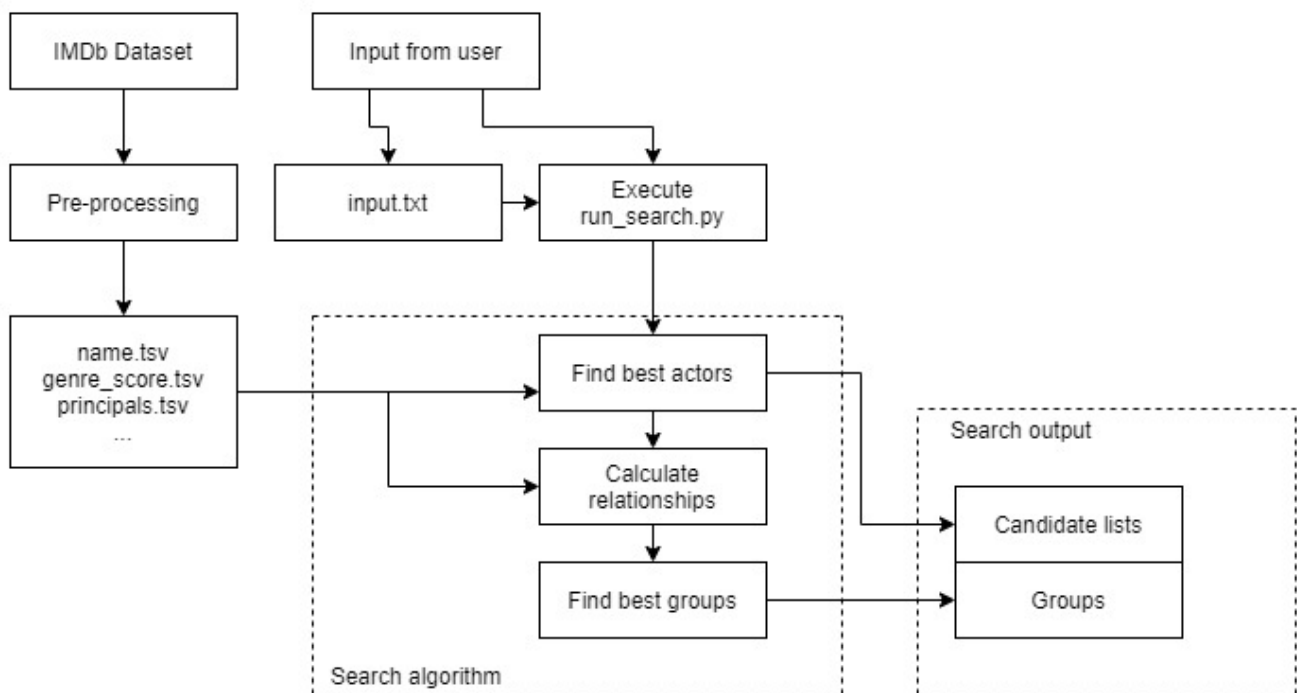 IMDb Dataset
Input from user
Pre-processing
input.txt
Execute
run_search.py
name.tsv
genre_score.tsv
principals.tsv
...
Find best actors
Calculate
relationships
Find best groups
Search algorithm
Search output
Candidate lists
Groups